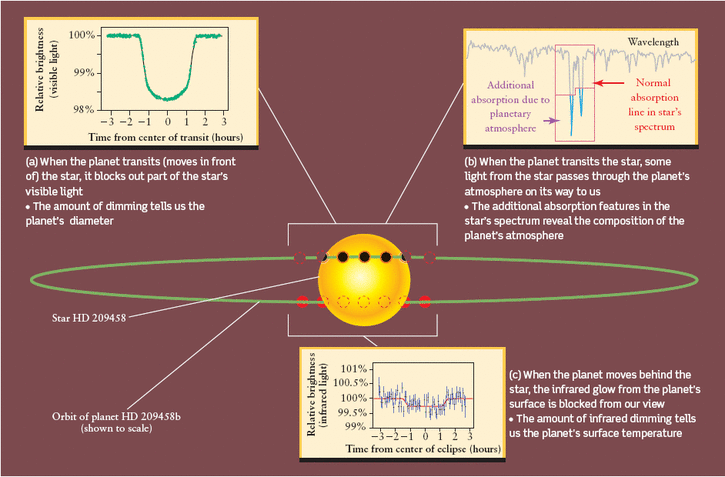 Relative brightness
(visible light)
100%
99%
98%
−3 −2 −1 0 1 2 3
Time from center of transit (hours)
(a) When the planet transits (moves in front
of) the star, it blocks out part of the star's
visible light
• The amount of dimming tells us the
planet's diameter
Wavelength
Additional
absorption due to
planetary
atmosphere
Normal
absorption
line in star's
spectrum
(b) When the planet transits the star, some
light from the star passes through the planet's
atmosphere on its way to us
• The additional absorption features in the
star's spectrum reveal the composition of the
planet's atmosphere
Star HD 209458
Orbit of planet HD 209458b
(shown to scale)
Relative brightness
(infrared light)
101%
100.5%
100%
99.5%
99%
−3 −2 −1 0 1 2 3
Time from center of eclipse (hours)
(c) When the planet moves behind the
star, the infrared glow from the planet's
surface is blocked from our view
• The amount of infrared dimming tells
us the planet's surface temperature